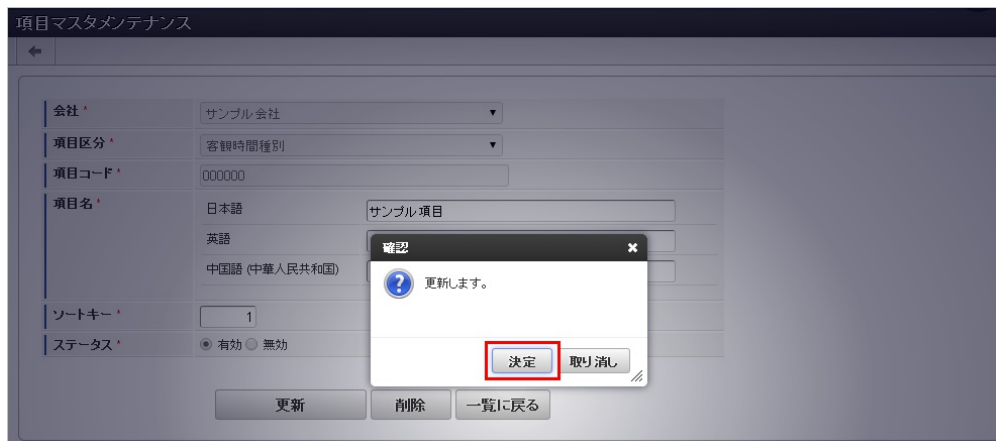 項目マスタメンテナンス
会社 *
サンプル会社
項目区分 *
客観時間種別
項目コード *
000000
項目名 *
日本語
サンプル項目
英語
中国語 (中華人民共和国)
確認
更新します。
決定
取り消し
ソートキー *
1
ステータス *
有効 無効
更新
削除
一覧に戻る